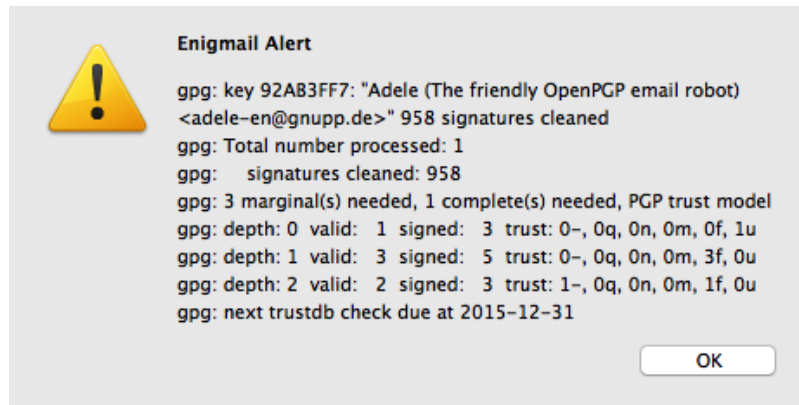 Enigmail Alert
gpg: key 92AB3FF7: "Adele (The friendly OpenPGP email robot)
<adele-en@gnupp.de>" 958 signatures cleaned
gpg: Total number processed: 1
gpg:     signatures cleaned: 958
gpg: 3 marginal(s) needed, 1 complete(s) needed, PGP trust model
gpg: depth: 0  valid:   1  signed:   3  trust: 0-, 0q, 0n, 0m, 0f, 1u
gpg: depth: 1  valid:   3  signed:   5  trust: 0-, 0q, 0n, 0m, 3f, 0u
gpg: depth: 2  valid:   2  signed:   3  trust: 1-, 0q, 0n, 0m, 1f, 0u
gpg: next trustdb check due at 2015-12-31
OK